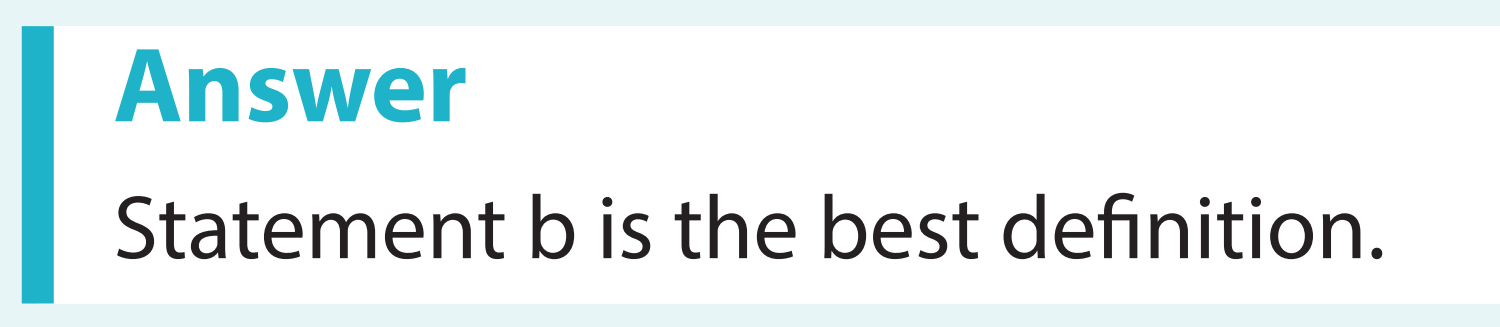 Answer
Statement b is the best definition.